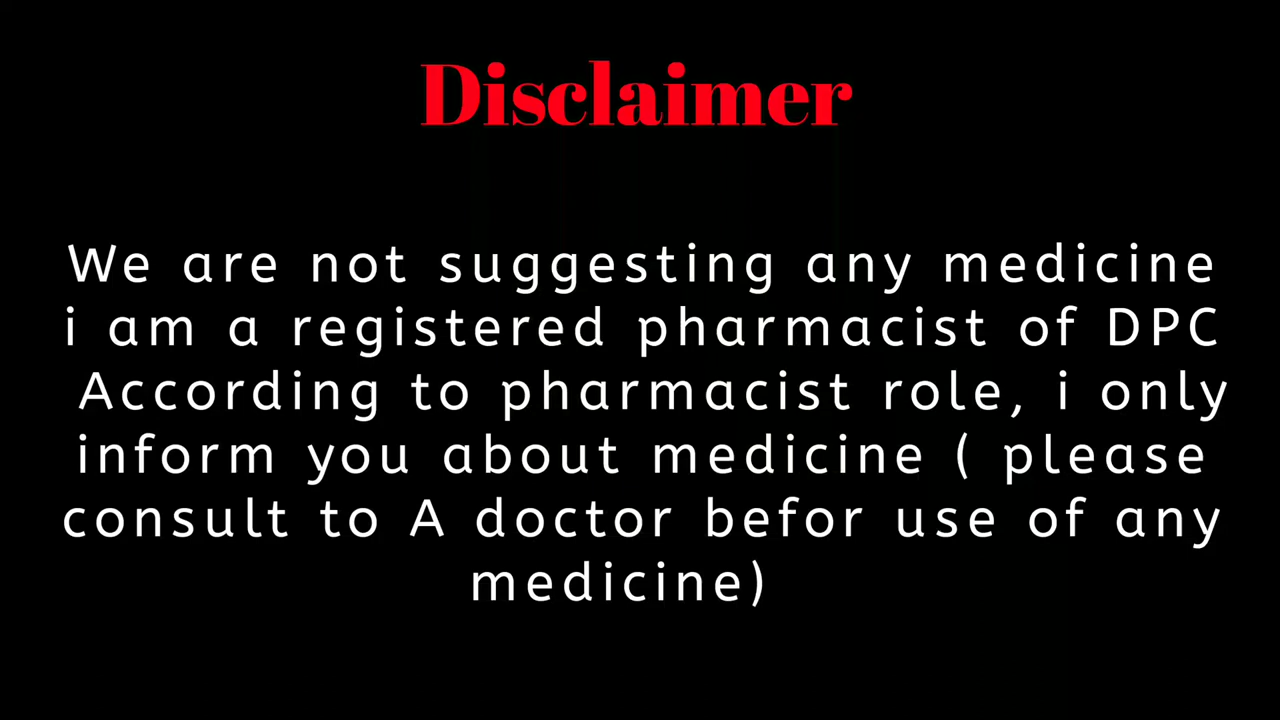 Disclaimer
We are not suggesting any medicine
i am a registered pharmacist of DPC
According to pharmacist role, i only
inform you about medicine ( please
consult to A doctor befor use of any
medicine)